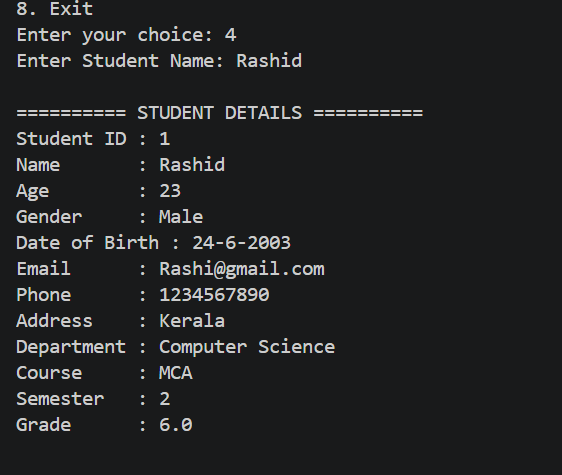 8. Exit
Enter your choice: 4
Enter Student Name: Rashid
========== STUDENT DETAILS ==========
Student ID : 1
Name       : Rashid
Age        : 23
Gender     : Male
Date of Birth : 24-6-2003
Email      : Rashi@gmail.com
Phone      : 1234567890
Address    : Kerala
Department : Computer Science
Course     : MCA
Semester   : 2
Grade      : 6.0